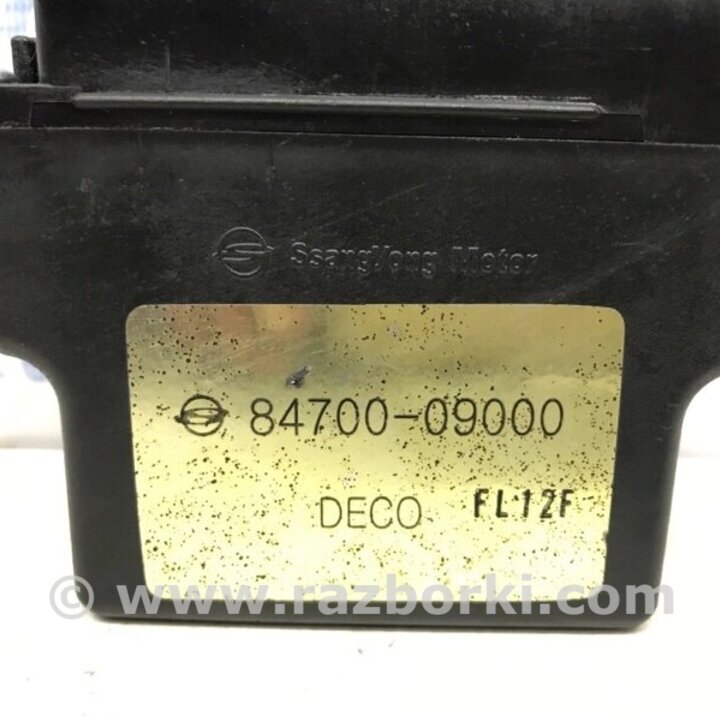 SsangYong Motor
84700-09000
DECO FL12F
© www.razborki.com